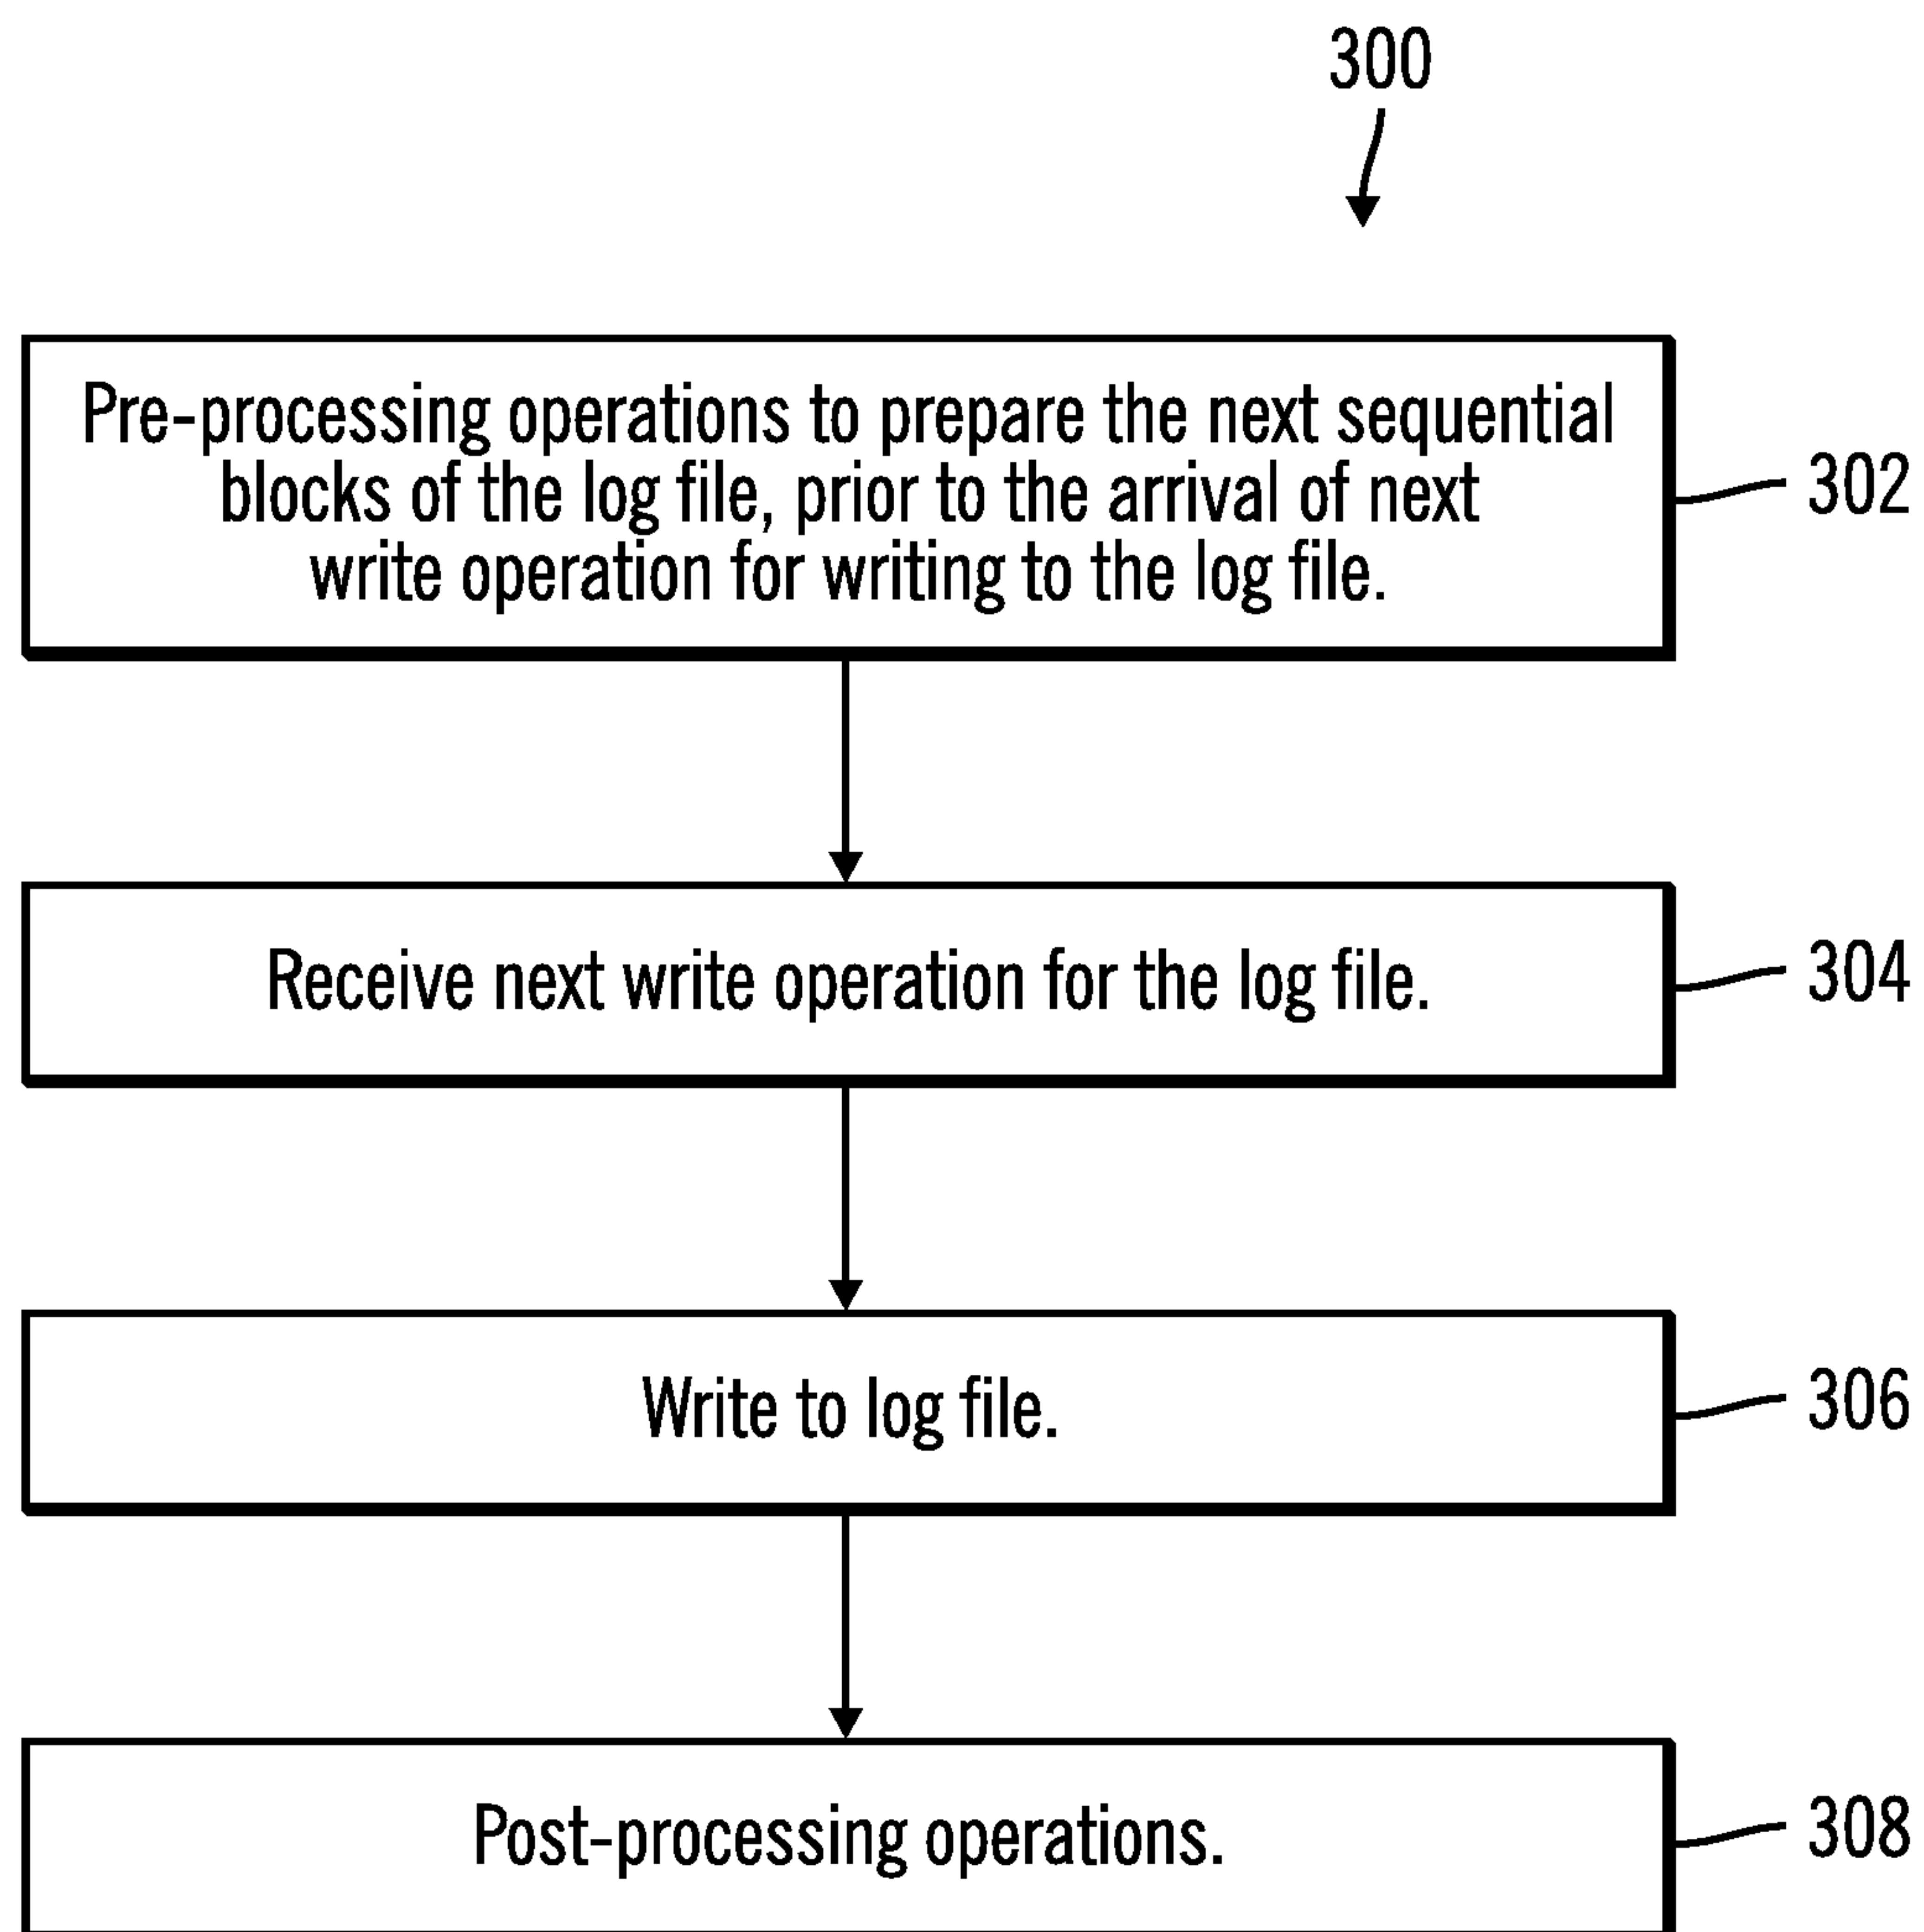 300
Pre-processing operations to prepare the next sequential
blocks of the log file, prior to the arrival of next
write operation for writing to the log file.
302
Receive next write operation for the log file.
304
Write to log file.
306
Post-processing operations.
308